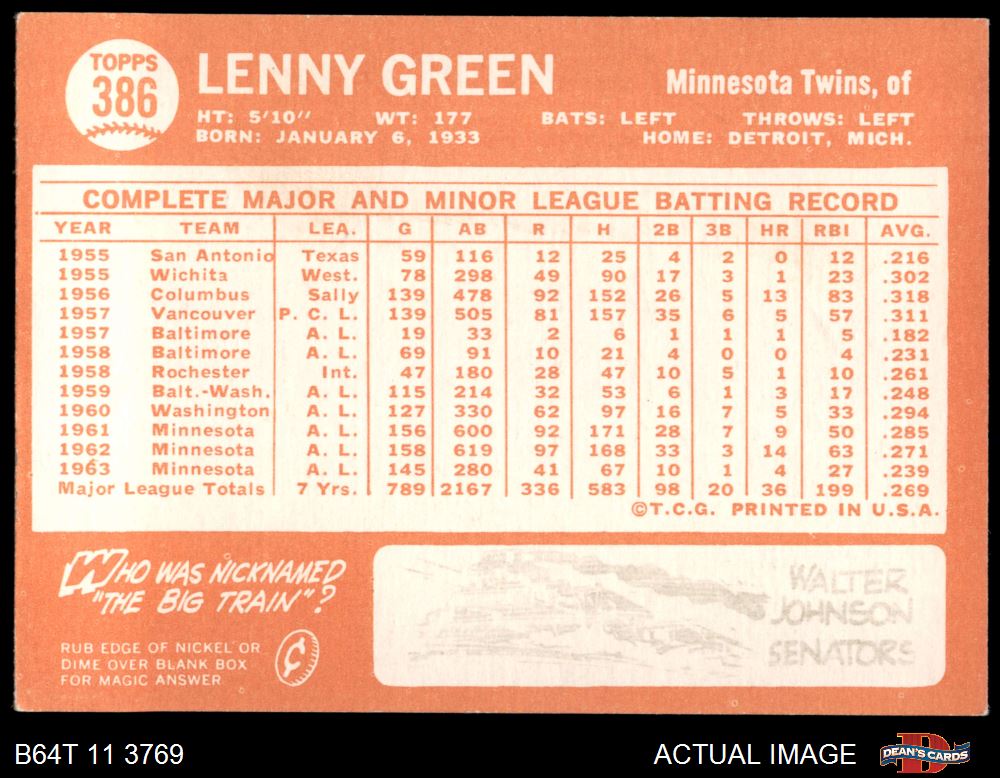 TOPPS
386
LENNY GREEN
Minnesota Twins, of
HT: 5'10" WT: 177 BATS: LEFT THROWS: LEFT
BORN: JANUARY 6, 1933 HOME: DETROIT, MICH.
COMPLETE MAJOR AND MINOR LEAGUE BATTING RECORD
YEAR TEAM LEA. G AB R H 2B 3B HR RBI AVG.
1955 San Antonio Texas 59 116 12 25 4 2 0 12 .216
1955 Wichita West. 78 298 49 90 17 3 1 23 .302
1956 Columbus Sally 139 478 92 152 26 5 13 83 .318
1957 Vancouver P. C. L. 139 505 81 157 35 6 5 57 .311
1957 Baltimore A. L. 19 33 2 6 1 1 1 5 .182
1958 Baltimore A. L. 69 91 10 21 4 0 0 4 .231
1958 Rochester Int. 47 180 28 47 10 5 1 10 .261
1959 Balt.-Wash. A. L. 115 214 32 53 6 1 3 17 .248
1960 Washington A. L. 127 330 62 97 16 7 5 33 .294
1961 Minnesota A. L. 156 600 92 171 28 7 9 50 .285
1962 Minnesota A. L. 158 619 97 168 33 3 14 63 .271
1963 Minnesota A. L. 145 280 41 67 10 1 4 27 .239
Major League Totals 7 Yrs. 789 2167 336 583 98 20 36 199 .269
©T.C.G. PRINTED IN U.S.A.
WHO WAS NICKNAMED
"THE BIG TRAIN"?
RUB EDGE OF NICKEL OR
DIME OVER BLANK BOX
FOR MAGIC ANSWER
¢
WALTER
JOHNSON
SENATORS
B64T 11 3769
ACTUAL IMAGE
D
DEAN'S CARDS